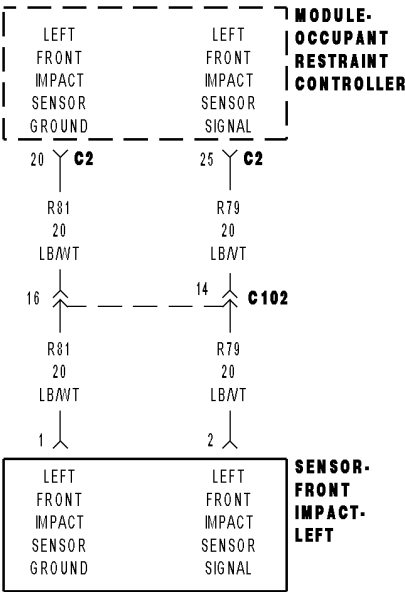 LEFT
FRONT
IMPACT
SENSOR
GROUND
LEFT
FRONT
IMPACT
SENSOR
SIGNAL
MODULE-
OCCUPANT
RESTRAINT
CONTROLLER
20 C2
25 C2
R81
20
LB/WT
R79
20
LB/VT
16
14
C102
R81
20
LB/WT
R79
20
LB/VT
1
2
LEFT
FRONT
IMPACT
SENSOR
GROUND
LEFT
FRONT
IMPACT
SENSOR
SIGNAL
SENSOR-
FRONT
IMPACT-
LEFT